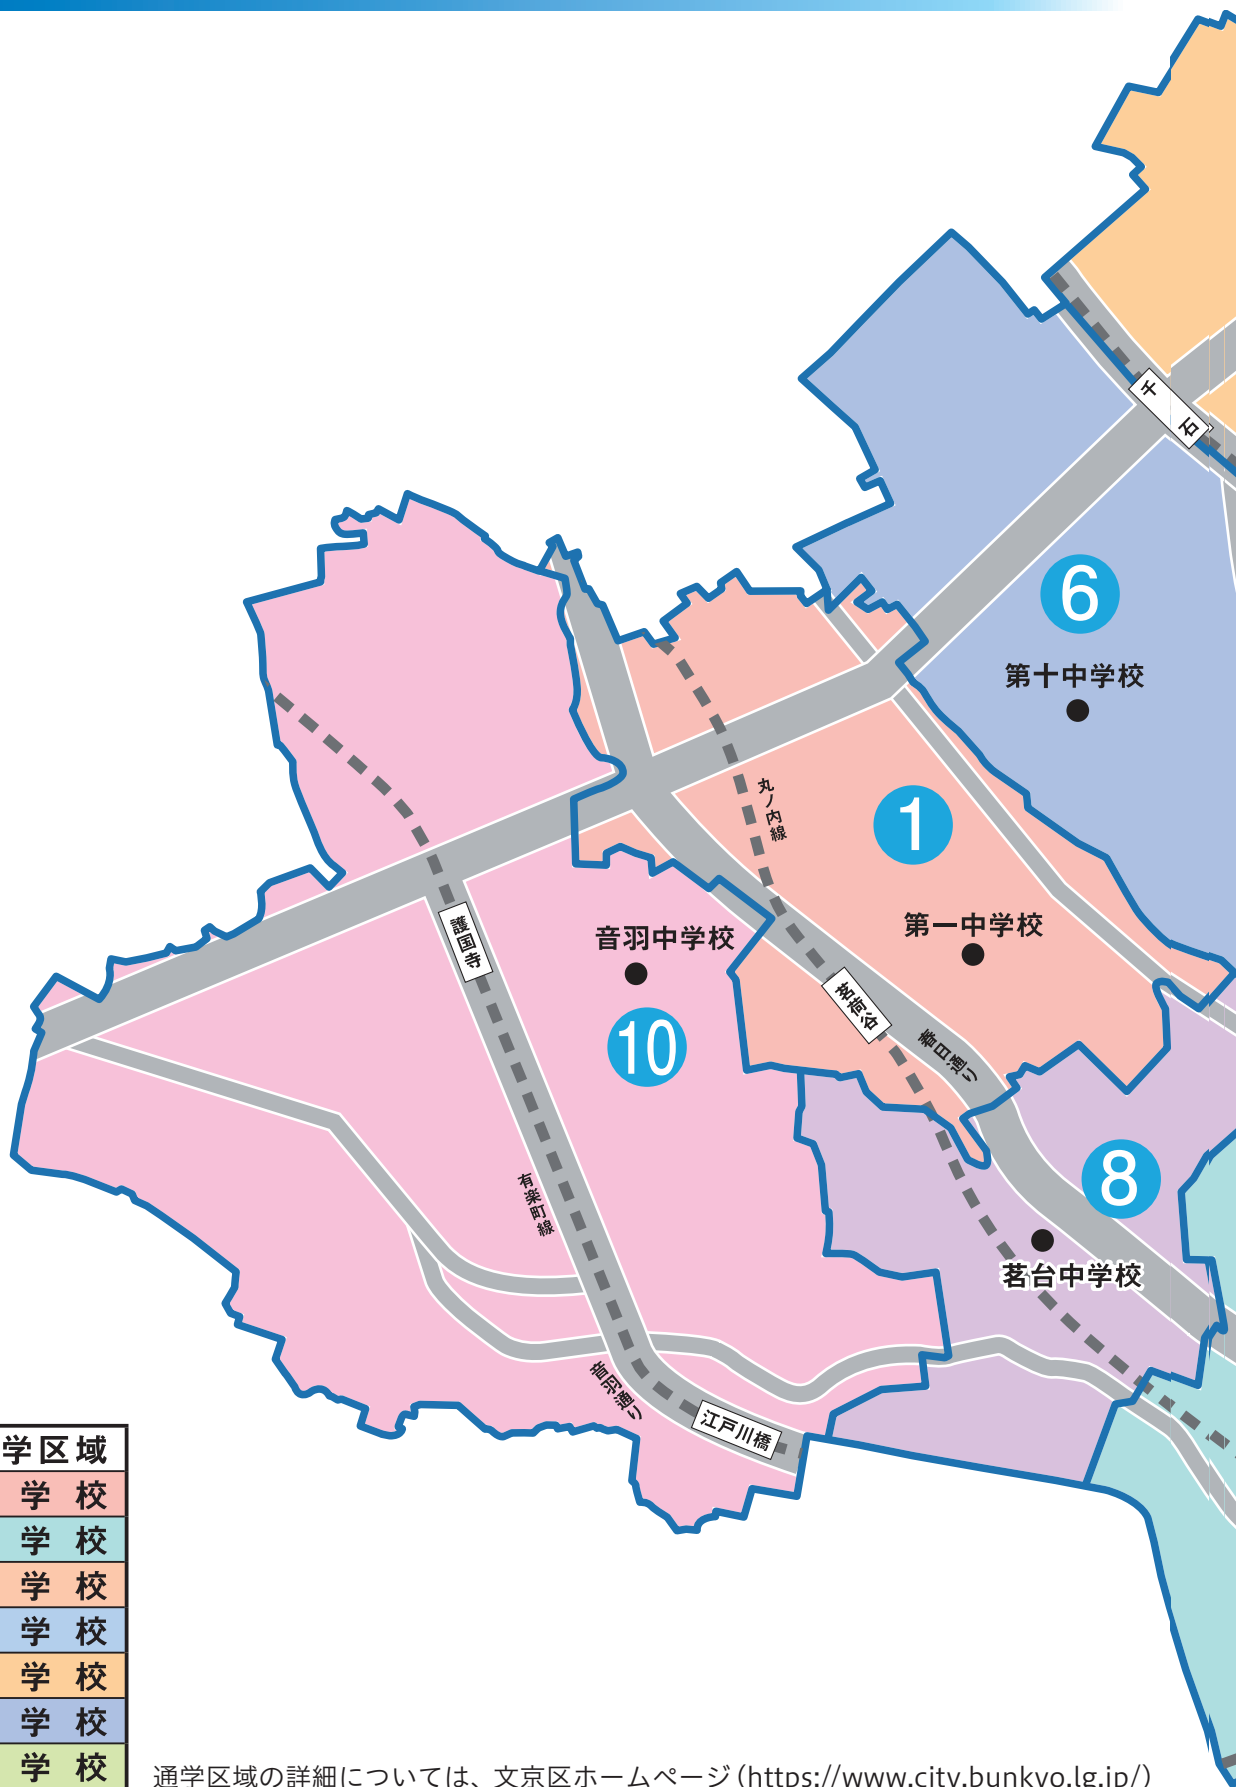 千石
6
第十中学校
丸ノ内線
1
護国寺
音羽中学校
第一中学校
茗荷谷
10
春日通り
有楽町線
8
茗台中学校
音羽通り
江戸川橋
学区域
学 校
学 校
学 校
学 校
学 校
学 校
学 校
通学区域の詳細については、文京区ホームページ(https://www.city.bunkyo.lg.jp/)